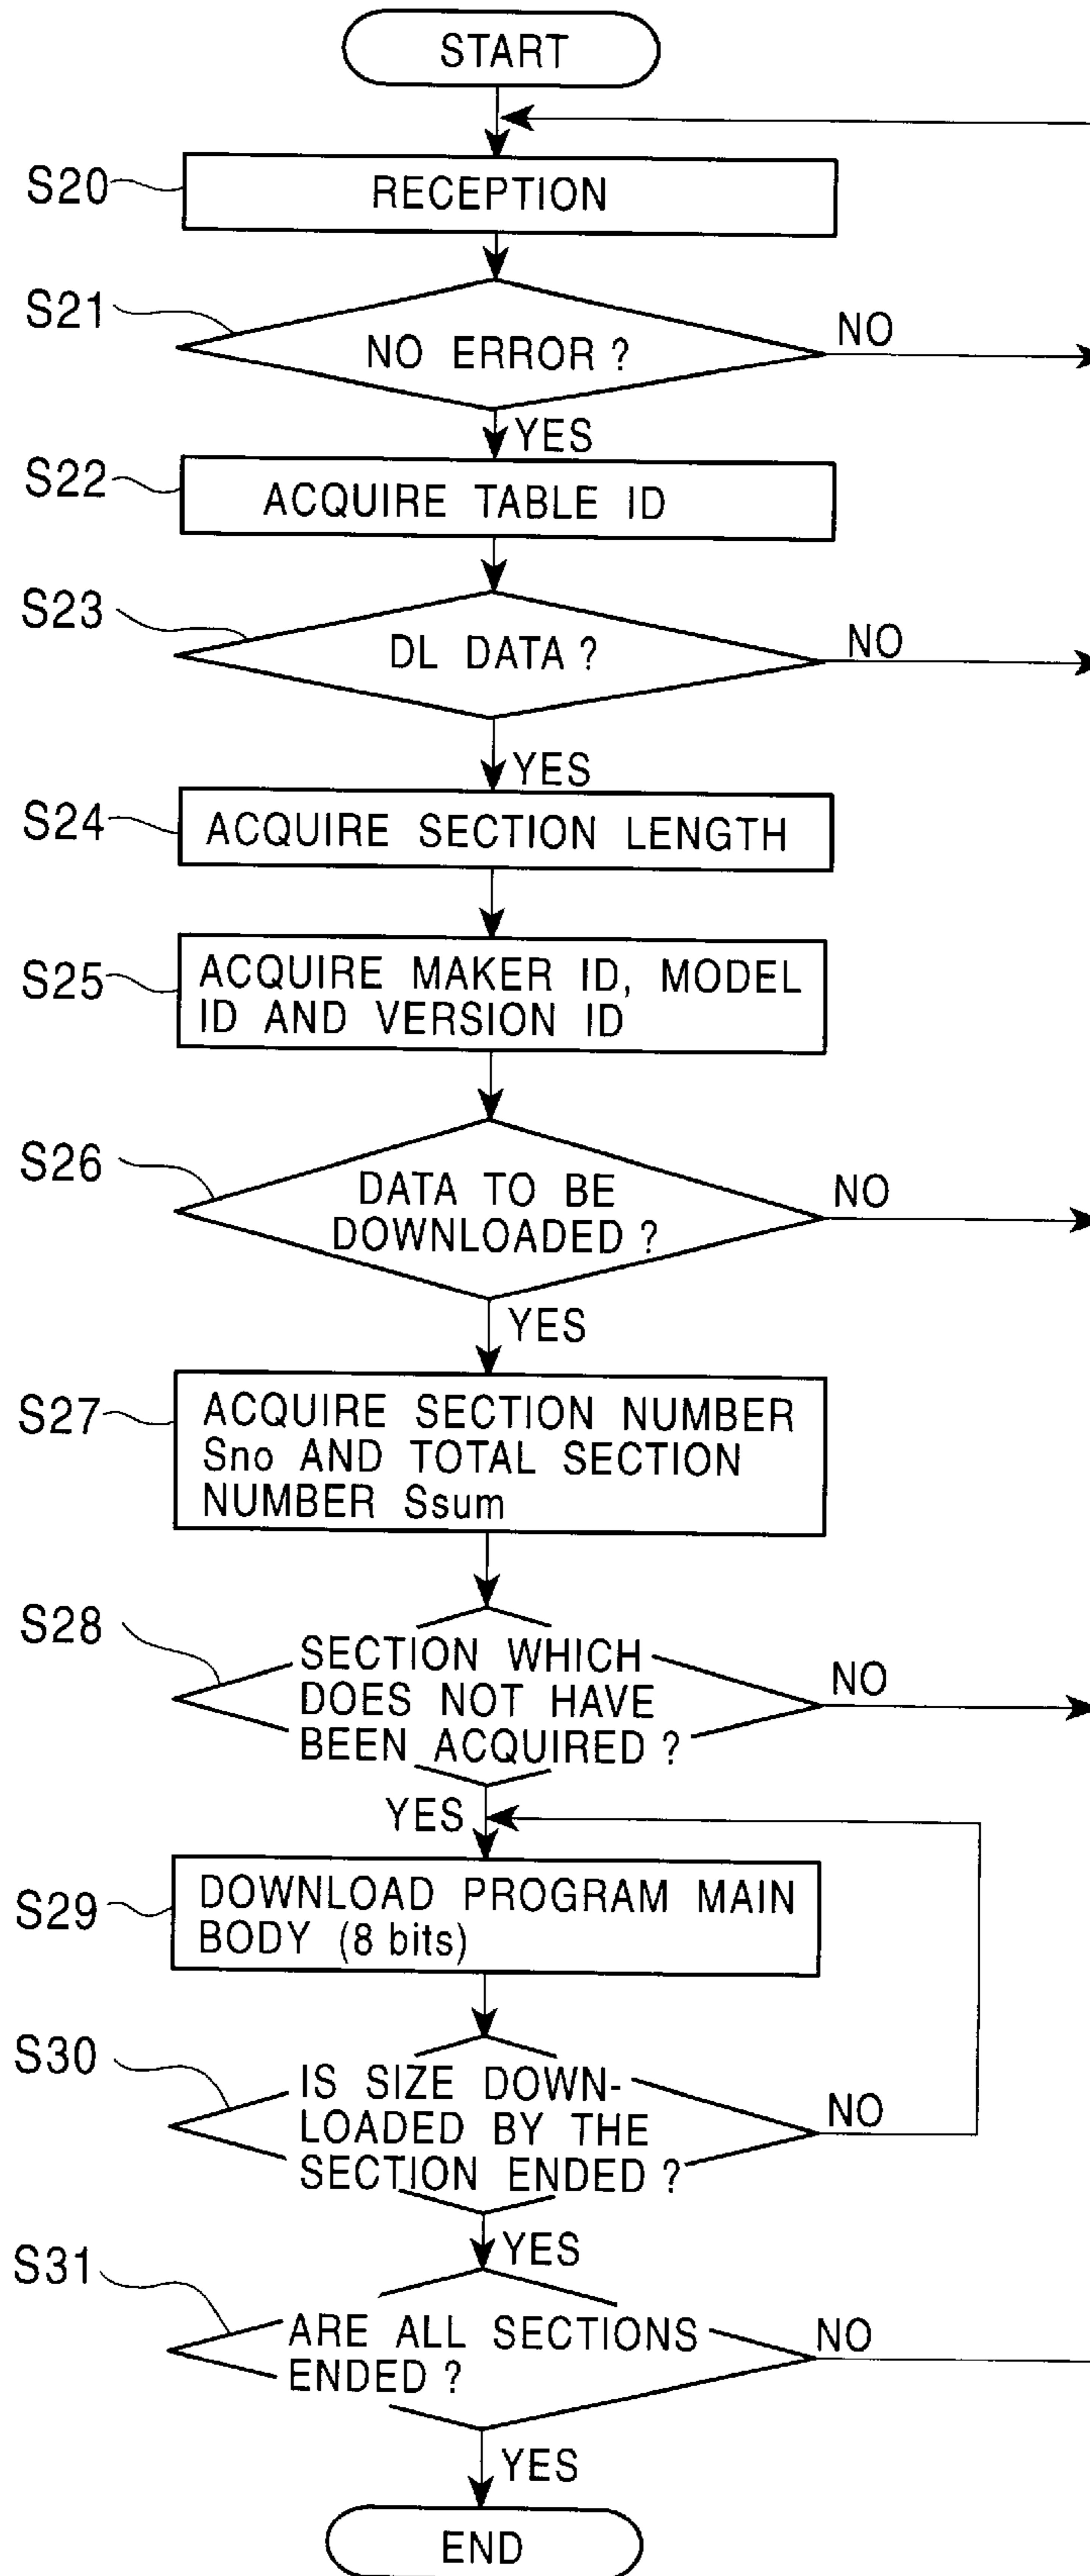 START
S20
RECEPTION
S21
NO ERROR ?
NO
YES
S22
ACQUIRE TABLE ID
S23
DL DATA ?
NO
YES
S24
ACQUIRE SECTION LENGTH
S25
ACQUIRE MAKER ID, MODEL
ID AND VERSION ID
S26
DATA TO BE
DOWNLOADED ?
NO
YES
S27
ACQUIRE SECTION NUMBER
Sno AND TOTAL SECTION
NUMBER Ssum
S28
SECTION WHICH
DOES NOT HAVE
BEEN ACQUIRED ?
NO
YES
S29
DOWNLOAD PROGRAM MAIN
BODY (8 bits)
S30
IS SIZE DOWN-
LOADED BY THE
SECTION ENDED ?
NO
YES
S31
ARE ALL SECTIONS
ENDED ?
NO
YES
END